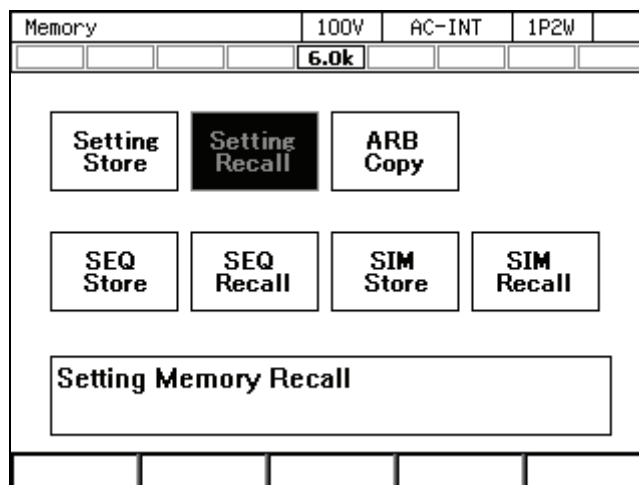 Memory 100V AC-INT 1P2W
6.0k
Setting Store
Setting Recall
ARB Copy
SEQ Store
SEQ Recall
SIM Store
SIM Recall
Setting Memory Recall